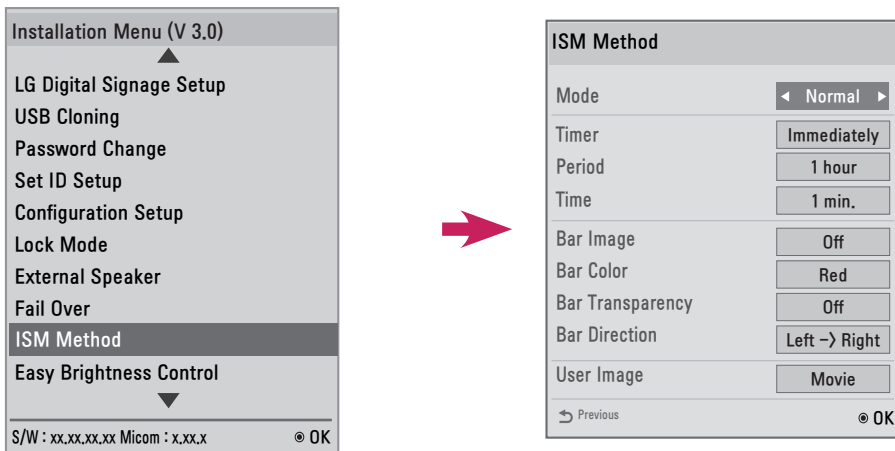 Installation Menu (V 3.0)
LG Digital Signage Setup
USB Cloning
Password Change
Set ID Setup
Configuration Setup
Lock Mode
External Speaker
Fail Over
ISM Method
Easy Brightness Control
S/W : xx.xx.xx.xx Micom : x.xx.x ◉ OK
ISM Method
Mode ◀ Normal ▶
Timer Immediately
Period 1 hour
Time 1 min.
Bar Image Off
Bar Color Red
Bar Transparency Off
Bar Direction Left -> Right
User Image Movie
Previous ◉ OK